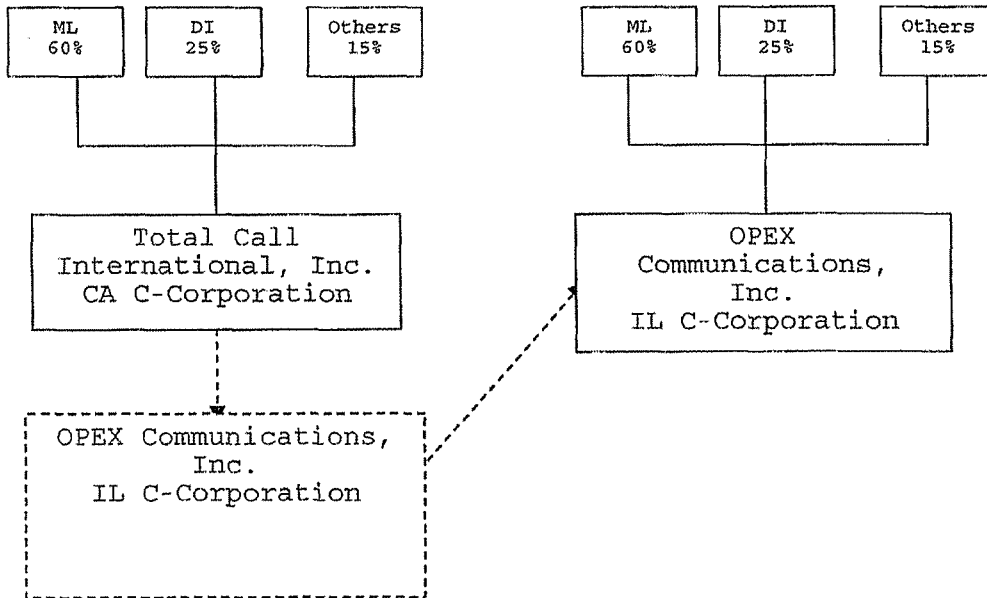 ML
60%
DI
25%
Others
15%
ML
60%
DI
25%
Others
15%
Total Call
International, Inc.
CA C-Corporation
OPEX
Communications,
Inc.
IL C-Corporation
OPEX Communications,
Inc.
IL C-Corporation